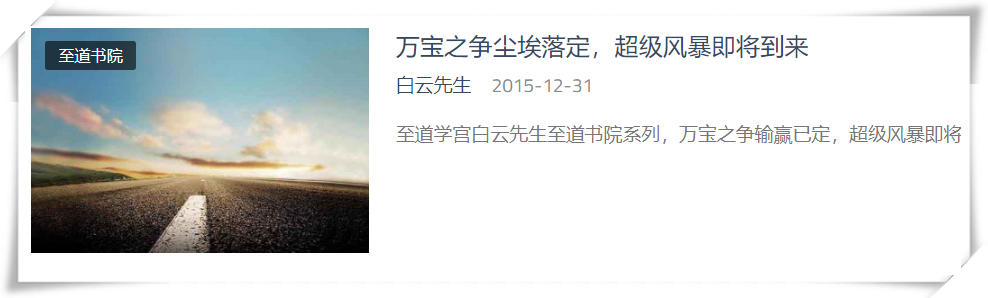 至道书院
万宝之争尘埃落定，超级风暴即将到来
白云先生 2015-12-31
至道学宫白云先生至道书院系列，万宝之争输赢已定，超级风暴即将